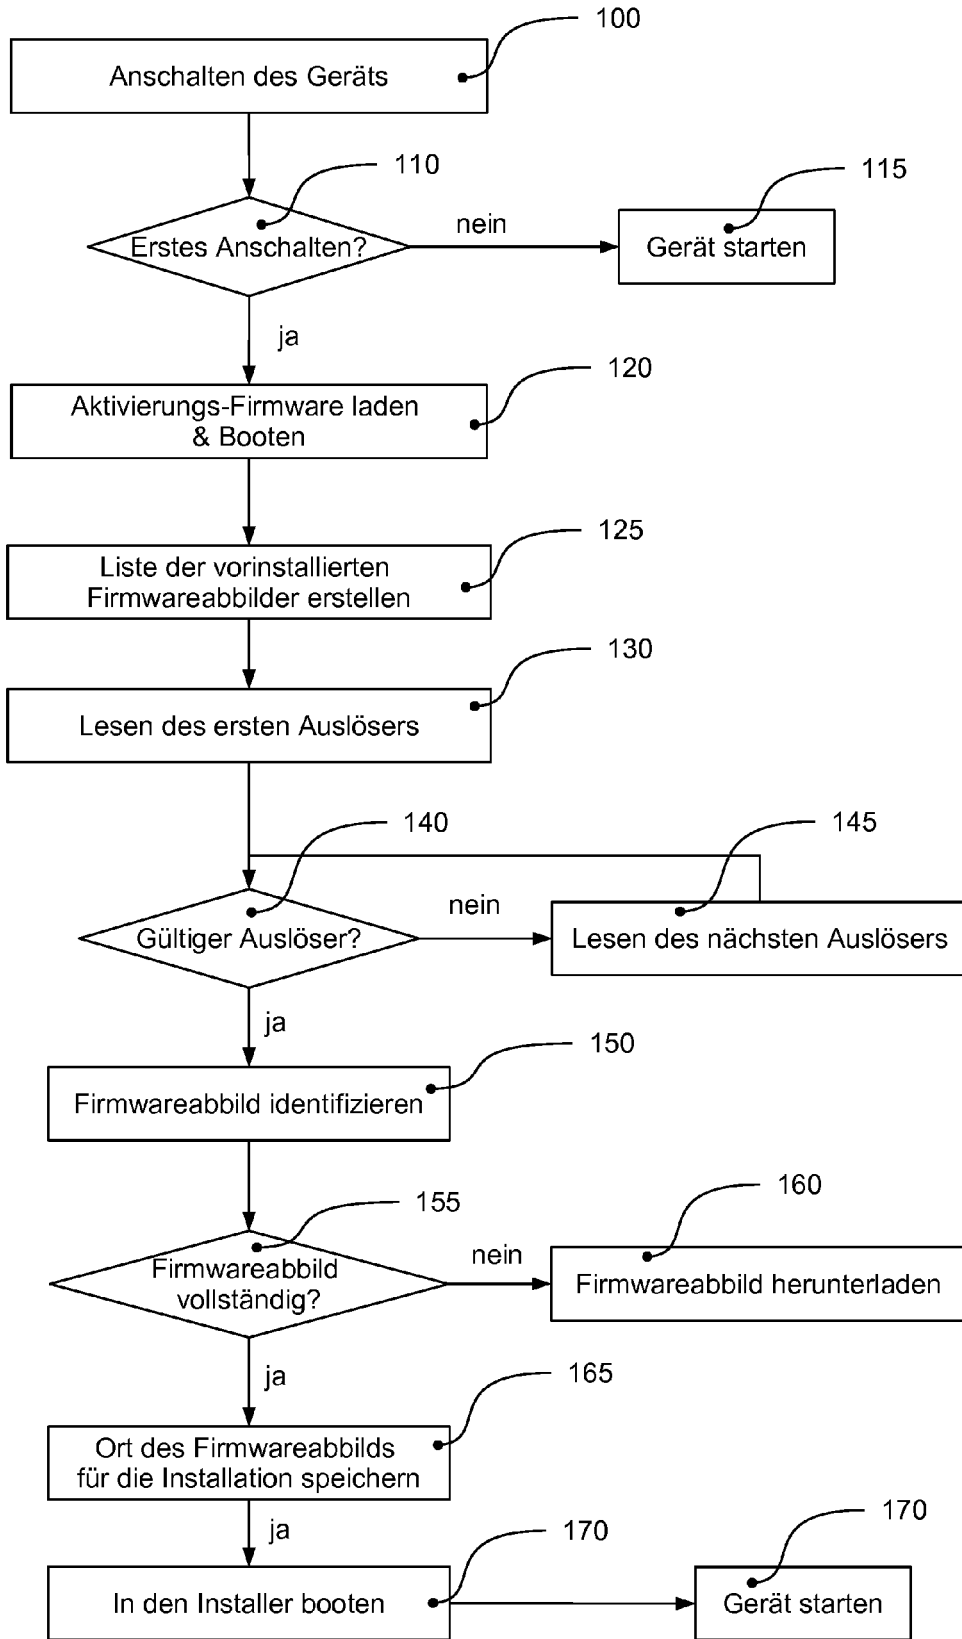 100
Anschalten des Geräts
110
115
nein
Erstes Anschalten?
Gerät starten
ja
120
Aktivierungs-Firmware laden
& Booten
125
Liste der vorinstallierten
Firmwareabbilder erstellen
130
Lesen des ersten Auslösers
140
145
nein
Gültiger Auslöser?
Lesen des nächsten Auslösers
ja
150
Firmwareabbild identifizieren
155
160
nein
Firmwareabbild
vollständig?
Firmwareabbild herunterladen
ja
165
Ort des Firmwareabbilds
für die Installation speichern
ja
170
170
In den Installer booten
Gerät starten